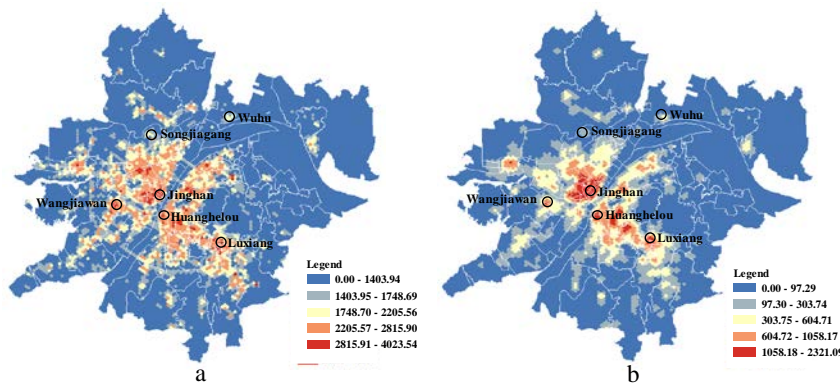 Wuhu
Songjiagang
Jinghan
Wangjiawan
Huanghelou
Luxiang
Legend
0.00 - 1403.94
1403.95 - 1748.69
1748.70 - 2205.56
2205.57 - 2815.90
2815.91 - 4023.54
a
Wuhu
Songjiagang
Jinghan
Wangjiawan
Huanghelou
Luxiang
Legend
0.00 - 97.29
97.30 - 303.74
303.75 - 604.71
604.72 - 1058.17
1058.18 - 2321.09
b